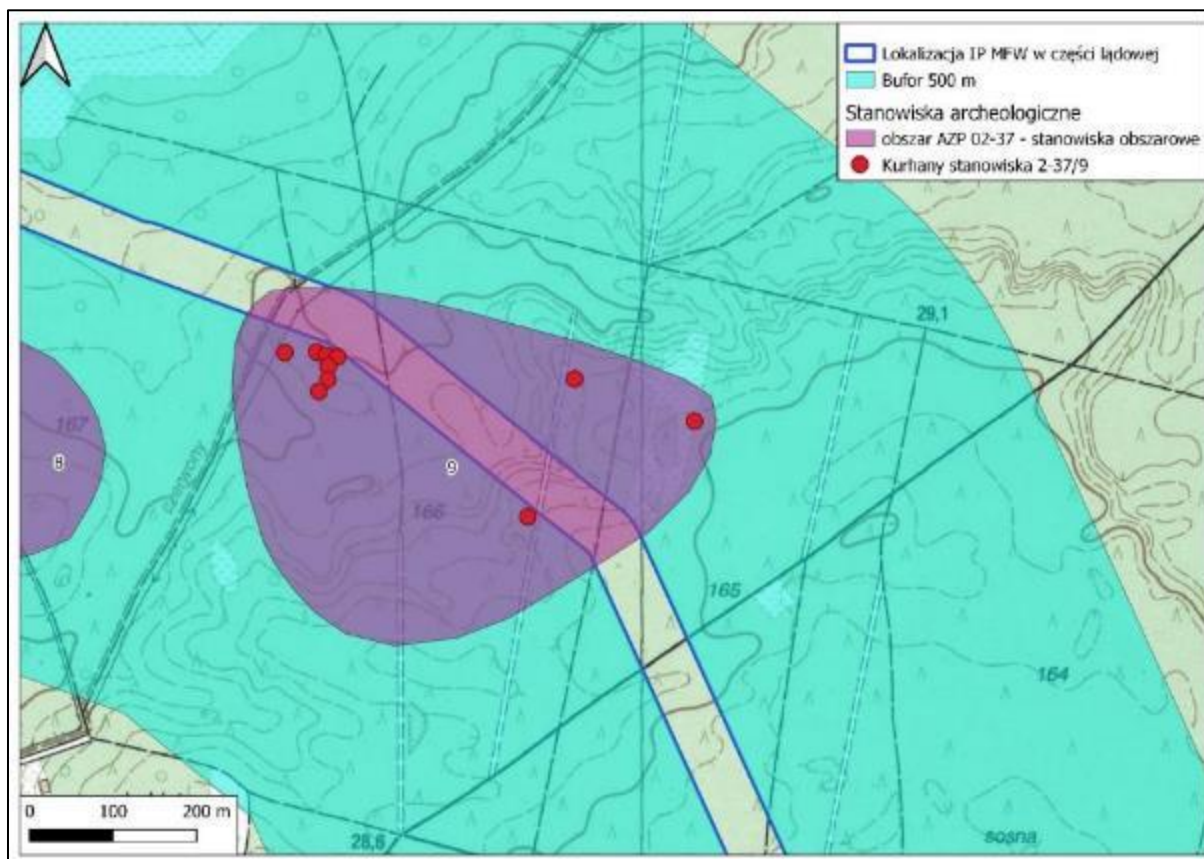 Lokalizacja IP MFW w części lądowej
Bufor 500 m
Stanowiska archeologiczne
obszar AZP 02-37 - stanowiska obszarowe
Kurhany stanowiska 2-37/9
29,1
167
8
9
166
165
164
0 100 200 m
28,6
sosna